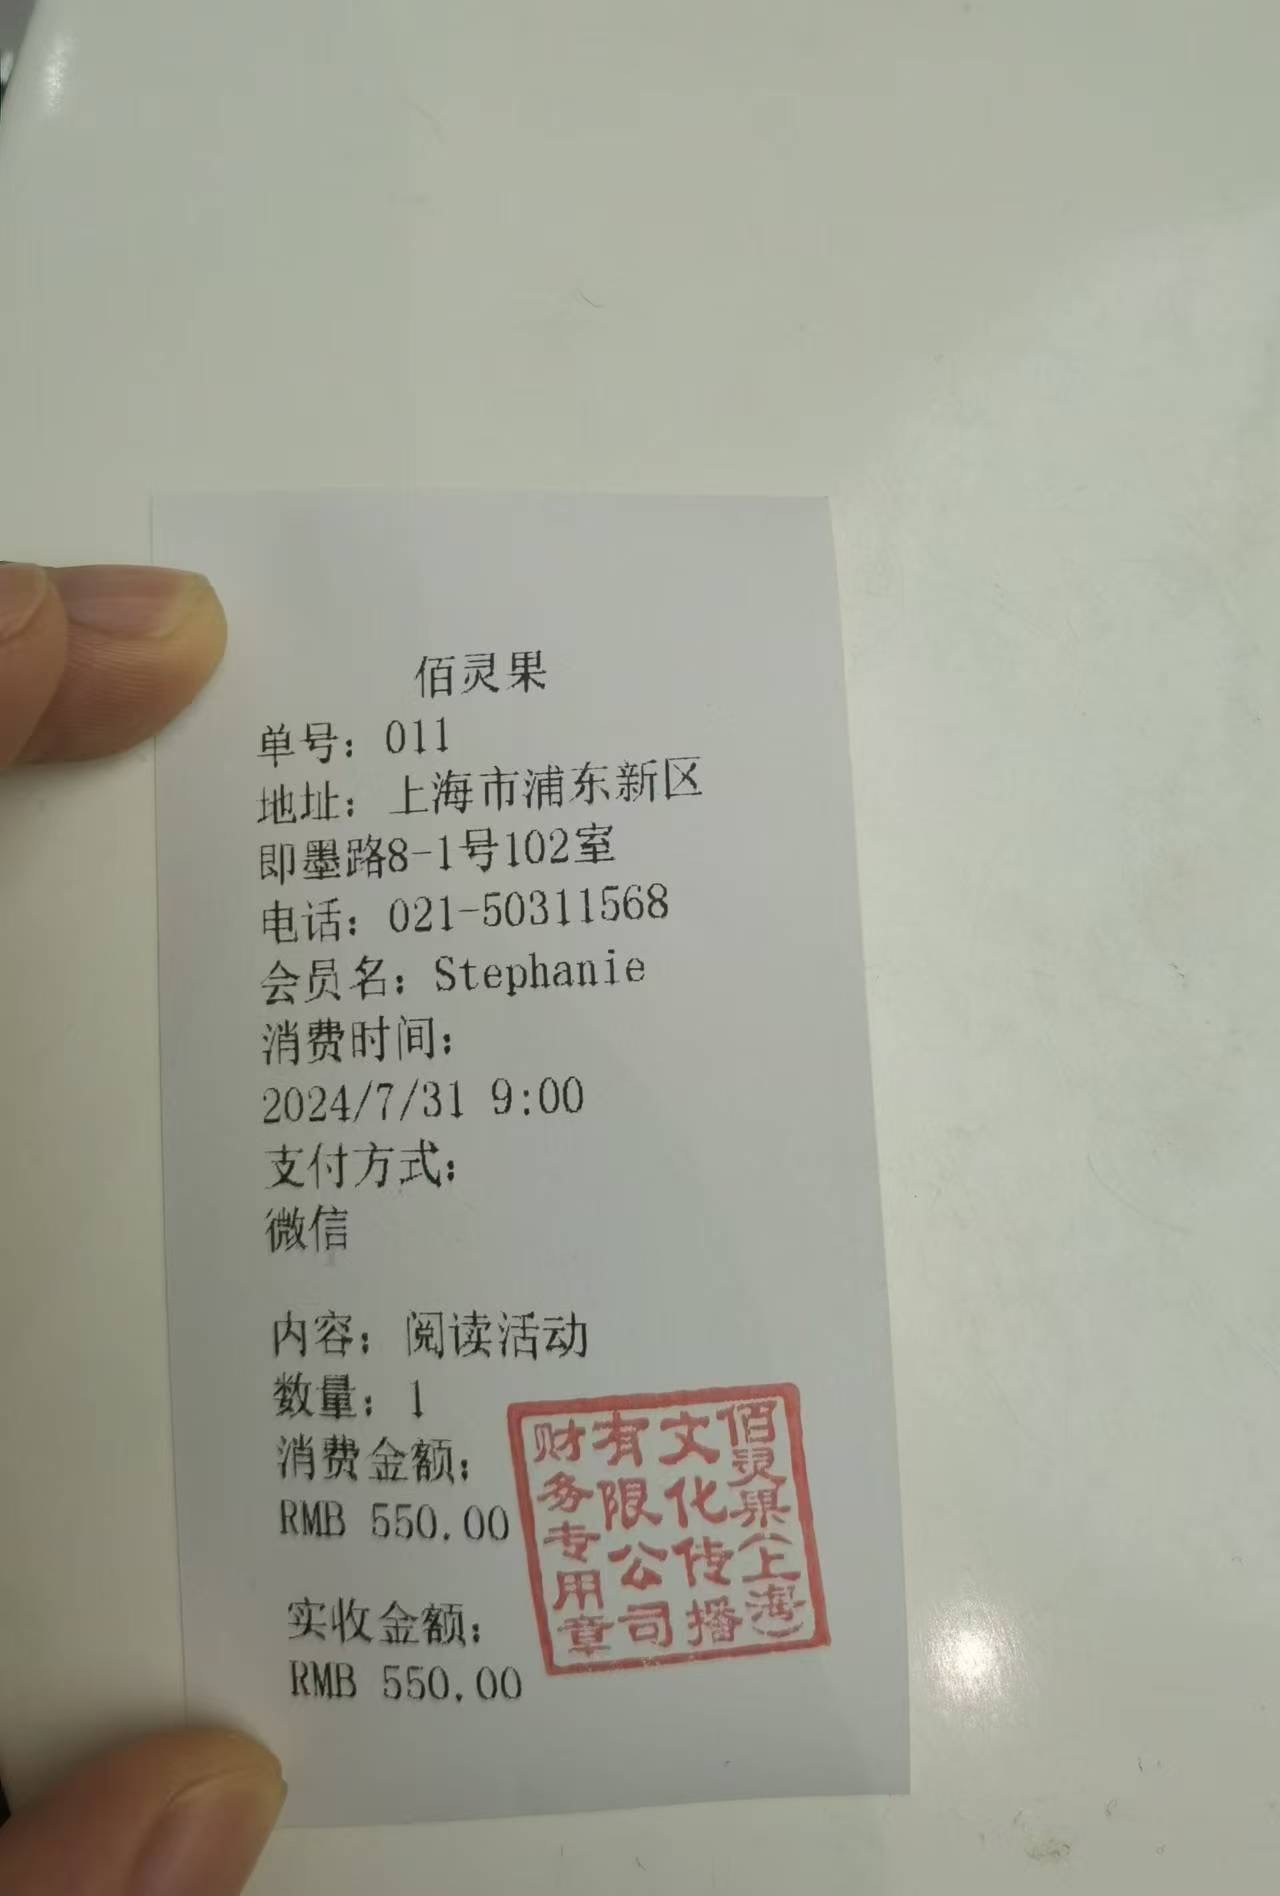 佰灵果
单号：011
地址：上海市浦东新区
即墨路8-1号102室
电话：021-50311568
会员名：Stephanie
消费时间：
2024/7/31 9:00
支付方式：
微信
内容：阅读活动
数量：1
消费金额：
RMB 550.00
实收金额：
RMB 550.00
佰灵果（上海）
文化传播
有限公司
财务专用章